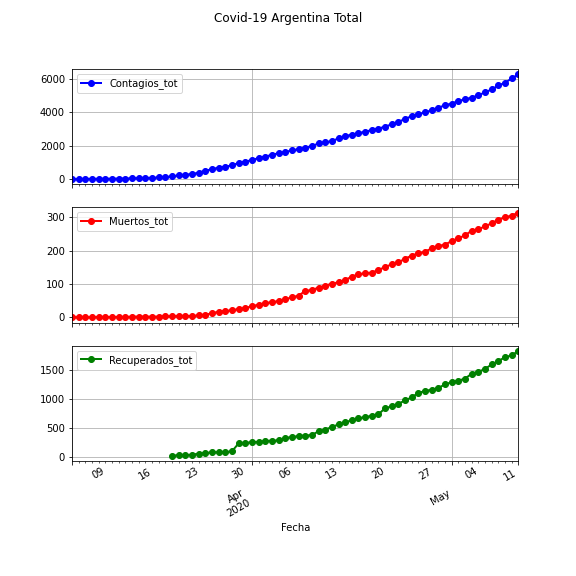 Covid-19 Argentina Total
6000
4000
2000
0
Contagios_tot
300
200
100
0
Muertos_tot
1500
1000
500
0
Recuperados_tot
09 16 23 30 06 13 20 27 04 11
Apr May
2020
Fecha